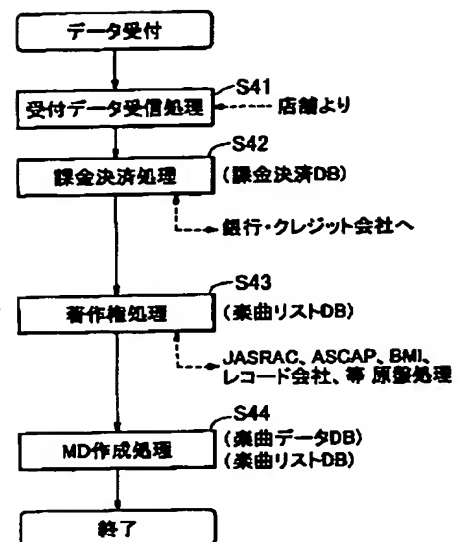 データ受付
S41
受付データ受信処理
店舗より
S42
課金決済処理
(課金決済DB)
銀行・クレジット会社へ
S43
著作権処理
(楽曲リストDB)
JASRAC、ASCAP、BMI、
レコード会社、等 原盤処理
S44
MD作成処理
(楽曲データDB)
(楽曲リストDB)
終了